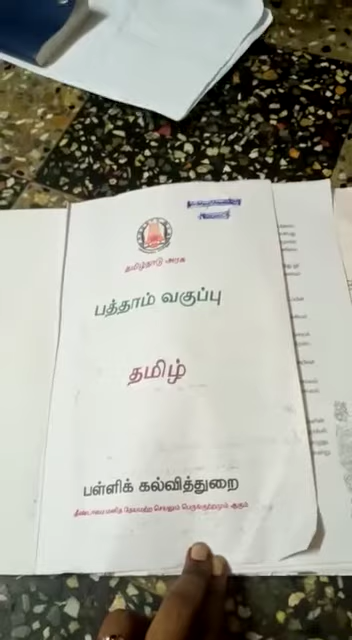 தமிழ்நாடு அரசு
பத்தாம் வகுப்பு
தமிழ்
பள்ளிக் கல்வித்துறை
தீண்டாமை மனித நேயமற்ற செயலும் பெருங்குற்றமும் ஆகும்